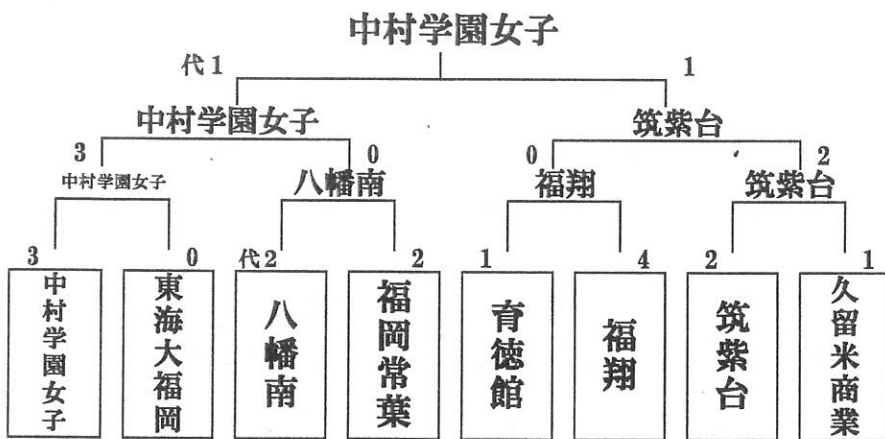 中村学園女子
代1 1
中村学園女子 筑紫台
3 0 0 2
中村学園女子 八幡南 福翔 筑紫台
3 0 代2 2 1 4 2 1
中村学園女子
東海大福岡
八幡南
福岡常葉
育徳館
福翔
筑紫台
久留米商業